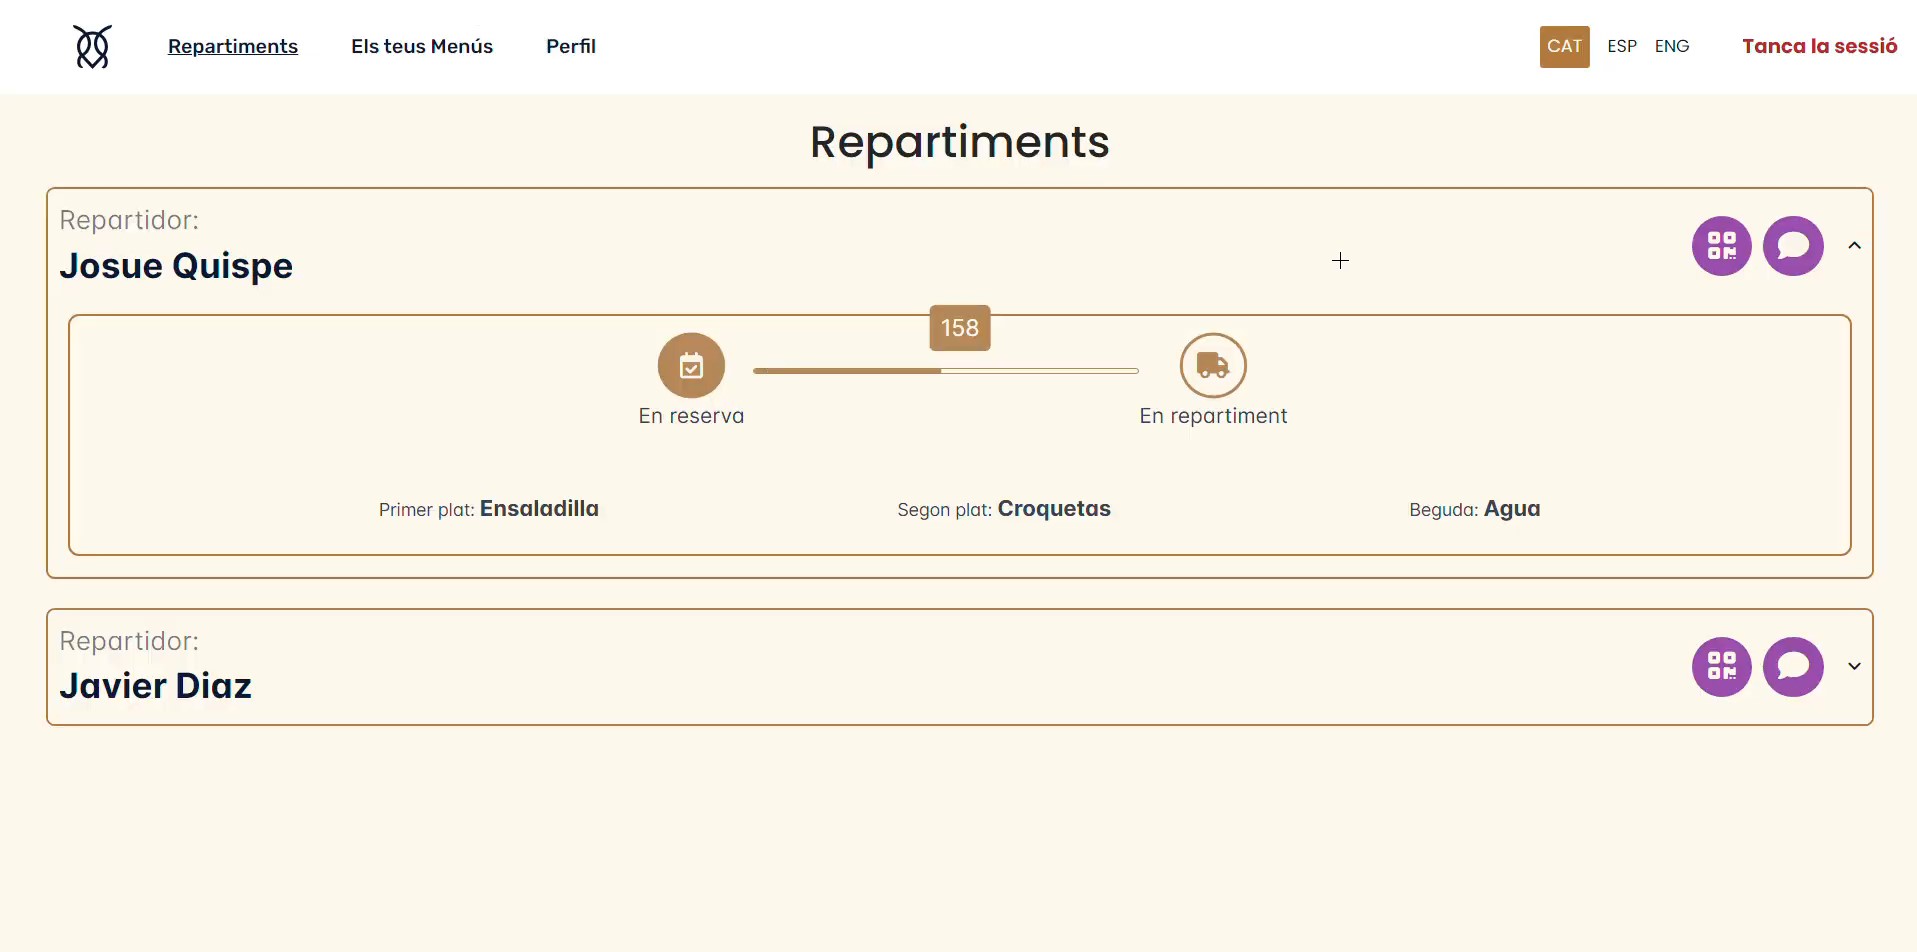 Repartiments Els teus Menús Perfil CAT ESP ENG Tanca la sessió
Repartiments
Repartidor:
Josue Quispe
158
En reserva En repartiment
Primer plat: Ensaladilla Segon plat: Croquetas Beguda: Agua
Repartidor:
Javier Diaz